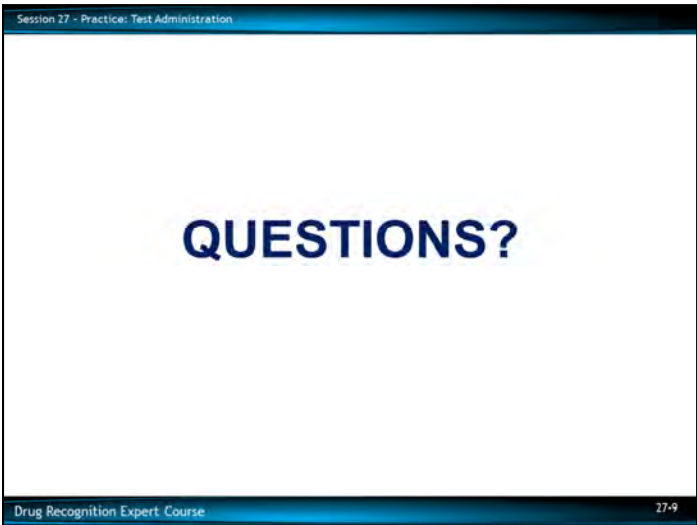 Session 27 - Practice: Test Administration
QUESTIONS?
Drug Recognition Expert Course
27-9